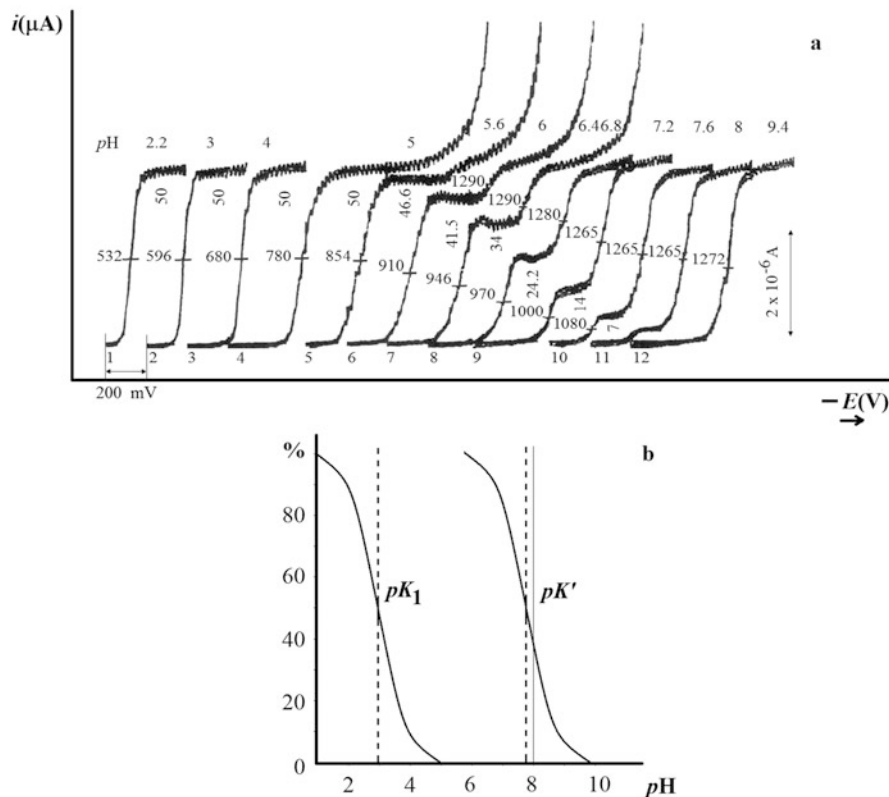 i(μA)
a
pH 2.2 3 4 5 5.6 6 6.4 6.8 7.2 7.6 8 9.4
50 50 50 50 46.6 1290 1290 1280 1265 1265 1265 1272
41.5 34 24.2 14 7
532 596 680 780 854 910 946 970 1000 1080
2 x 10⁻⁶ A
1 2 3 4 5 6 7 8 9 10 11 12
200 mV
– E(V)
→
b
%
80
60
pK₁ pK'
40
20
0
2 4 6 8 10 pH